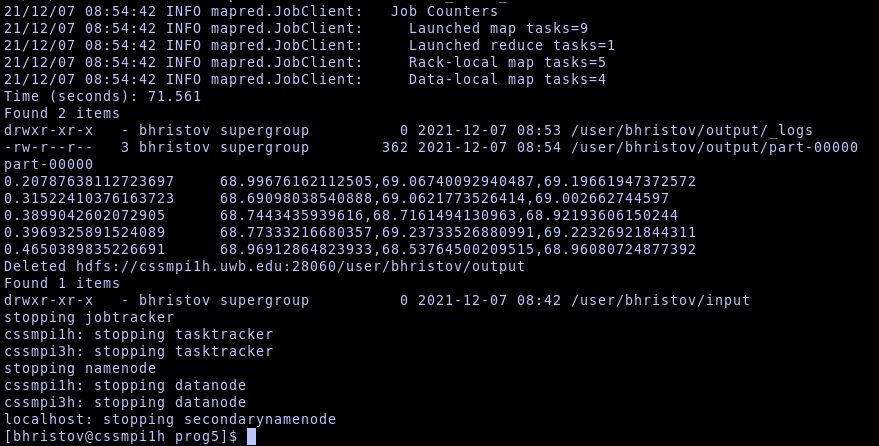 21/12/07 08:54:42 INFO mapred.JobClient:   Job Counters
21/12/07 08:54:42 INFO mapred.JobClient:     Launched map tasks=9
21/12/07 08:54:42 INFO mapred.JobClient:     Launched reduce tasks=1
21/12/07 08:54:42 INFO mapred.JobClient:     Rack-local map tasks=5
21/12/07 08:54:42 INFO mapred.JobClient:     Data-local map tasks=4
Time (seconds): 71.561
Found 2 items
drwxr-xr-x   - bhristov supergroup          0 2021-12-07 08:53 /user/bhristov/output/_logs
-rw-r--r--   3 bhristov supergroup        362 2021-12-07 08:54 /user/bhristov/output/part-00000
part-00000
0.20787638112723697     68.99676162112505,69.06740092940487,69.19661947372572
0.31522410376163723     68.69098038540888,69.0621773526414,69.002662744597
0.3899042602072905      68.7443435939616,68.7161494130963,68.92193606150244
0.3969325891524089      68.77333216680357,69.23733526880991,69.22326921844311
0.4650389835226691      68.96912864823933,68.53764500209515,68.96080724877392
Deleted hdfs://cssmpi1h.uwb.edu:28060/user/bhristov/output
Found 1 items
drwxr-xr-x   - bhristov supergroup          0 2021-12-07 08:42 /user/bhristov/input
stopping jobtracker
cssmpi1h: stopping tasktracker
cssmpi3h: stopping tasktracker
stopping namenode
cssmpi1h: stopping datanode
cssmpi3h: stopping datanode
localhost: stopping secondarynamenode
[bhristov@cssmpi1h prog5]$